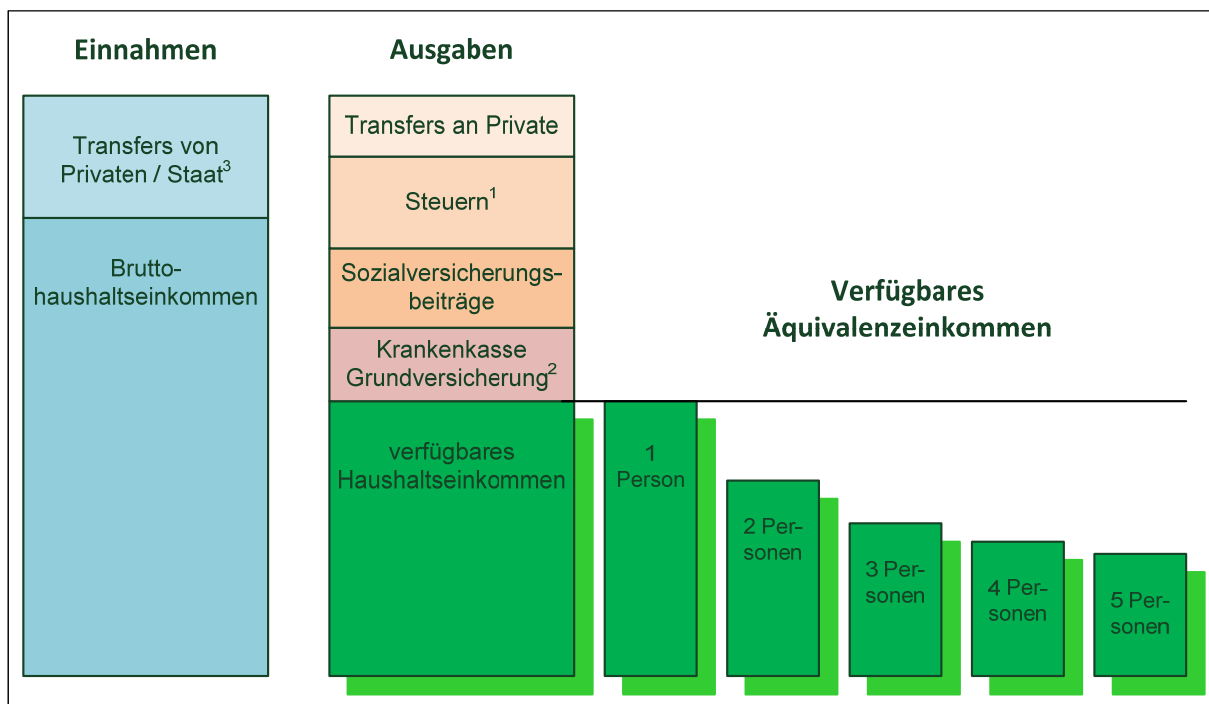 Einnahmen
Ausgaben
Transfers von
Privaten / Staat³
Brutto-
haushaltseinkommen
Transfers an Private
Steuern¹
Sozialversicherungs-
beiträge
Krankenkasse
Grundversicherung²
verfügbares
Haushaltseinkommen
Verfügbares
Äquivalenzeinkommen
1
Person
2 Per-
sonen
3 Per-
sonen
4 Per-
sonen
5 Per-
sonen